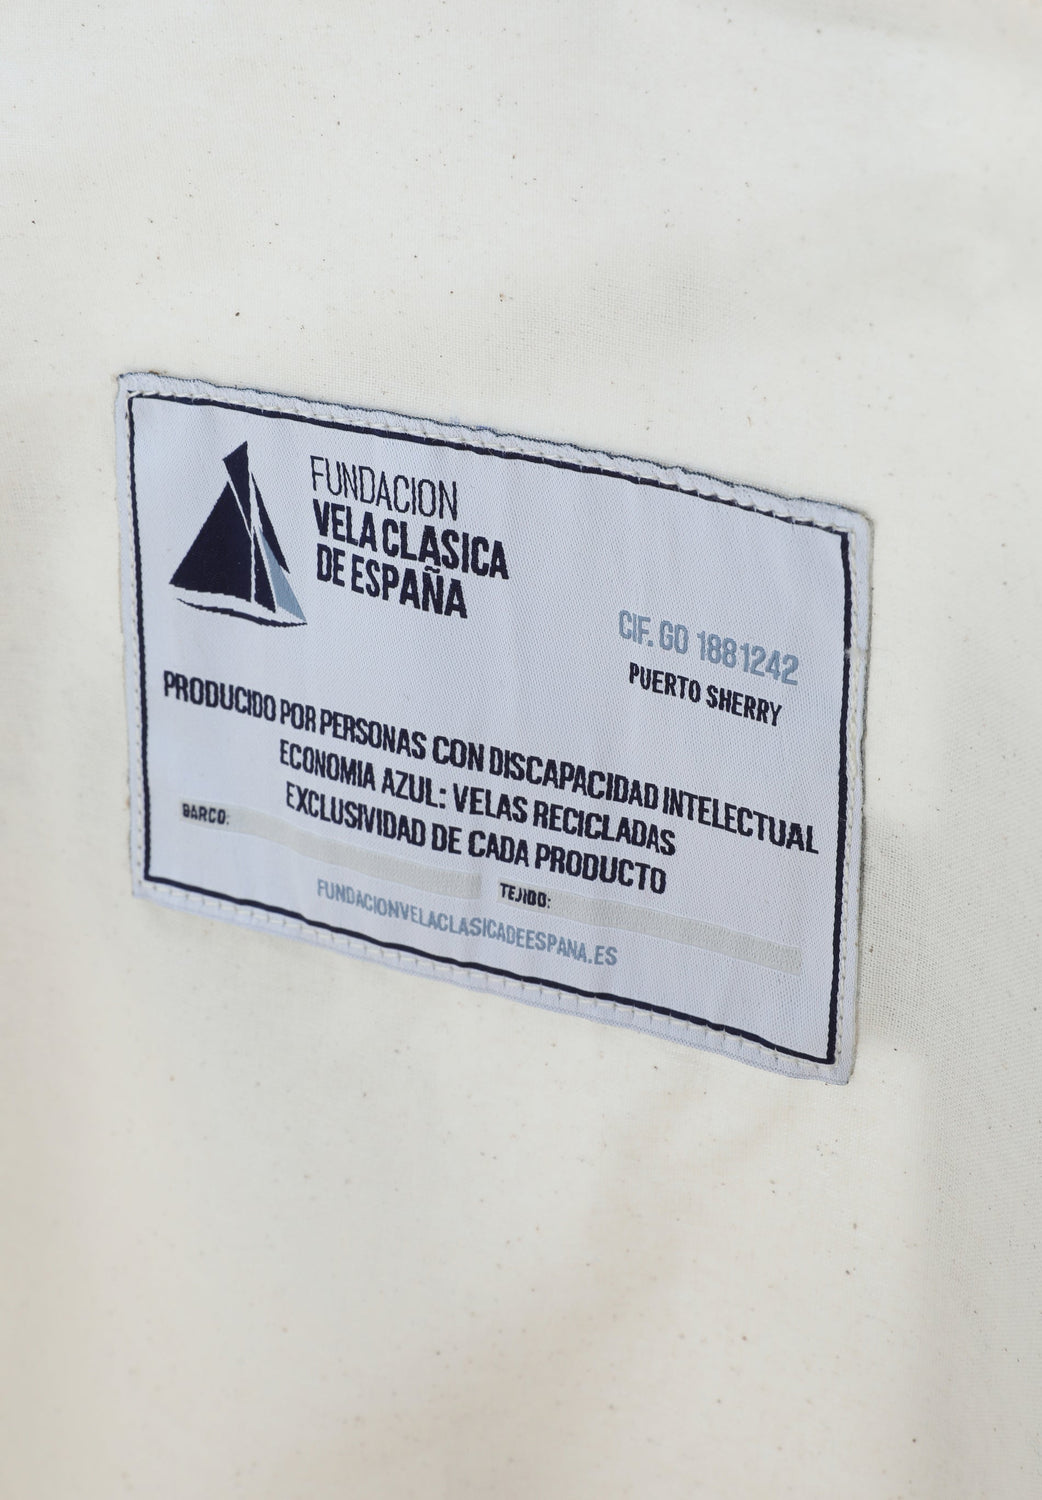 FUNDACION
VELA CLASICA
DE ESPAÑA
CIF. GO 1881242
PUERTO SHERRY
PRODUCIDO POR PERSONAS CON DISCAPACIDAD INTELECTUAL
ECONOMIA AZUL: VELAS RECICLADAS
EXCLUSIVIDAD DE CADA PRODUCTO
BARCO:
TEJIDO:
FUNDACIONVELACLASICADEESPANA.ES